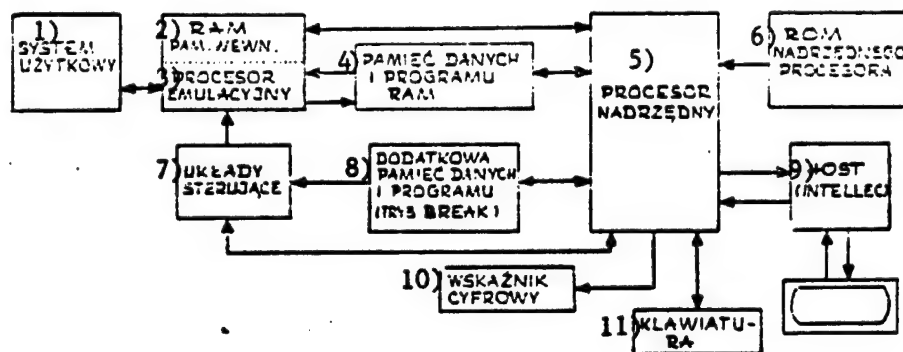 1)
SYSTEM
UŻYTKOWY
2) RAM
PAM. WEWN.
3) PROCESOR
EMULACYJNY
4) PAMIĘĆ DANYCH
I PROGRAMU
RAM
5)
PROCESOR
NADRZĘDNY
6) ROM
NADRZĘDNEGO
PROCESORA
7) UKŁADY
STERUJĄCE
8) DODATKOWA
PAMIĘĆ DANYCH
I PROGRAMU
(TRYB BREAK)
9) HOST
(INTELLEC)
10) WSKAŹNIK
CYFROWY
11) KLAWIATU-
RA